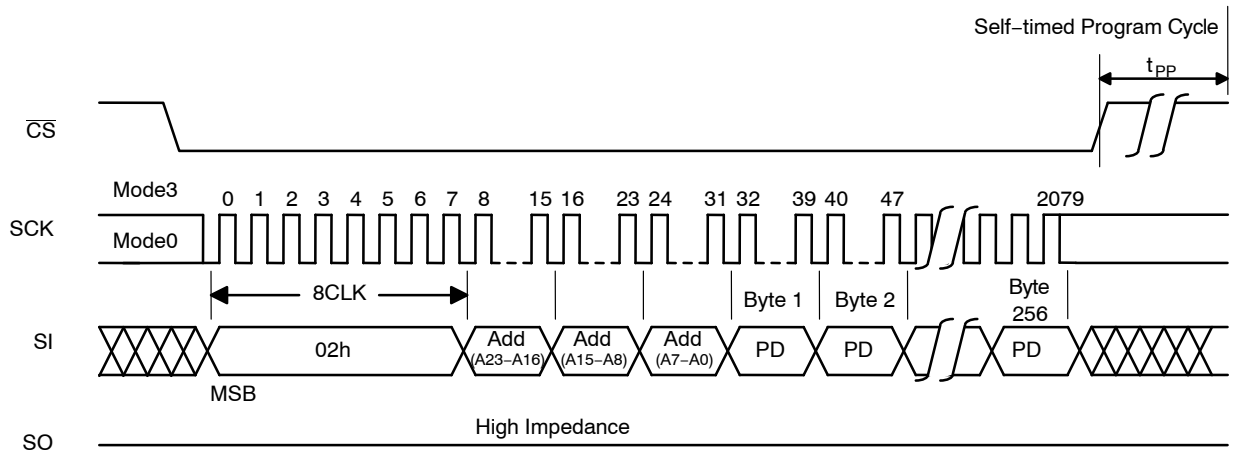 Self−timed Program Cycle
tPP
CS
Mode3
0 1 2 3 4 5 6 7 8 15 16 23 24 31 32 39 40 47 2079
SCK
Mode0
8CLK Byte 1 Byte 2 Byte 256
SI
02h Add (A23−A16) Add (A15−A8) Add (A7−A0) PD PD PD
MSB
High Impedance
SO